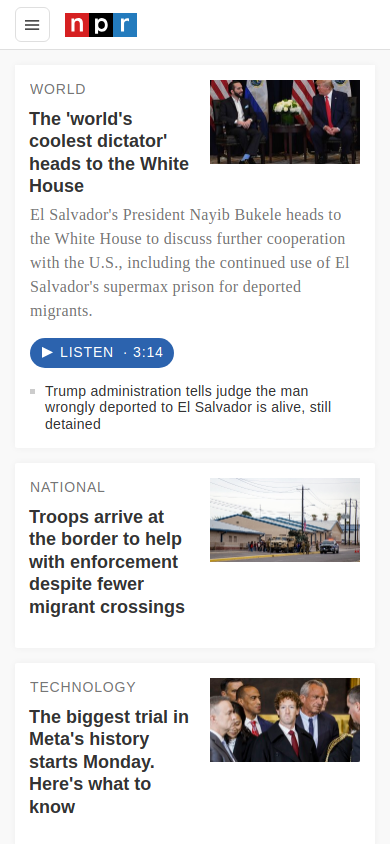 npr
WORLD
The 'world's
coolest dictator'
heads to the White
House
El Salvador's President Nayib Bukele heads to
the White House to discuss further cooperation
with the U.S., including the continued use of El
Salvador's supermax prison for deported
migrants.
LISTEN · 3:14
Trump administration tells judge the man
wrongly deported to El Salvador is alive, still
detained
NATIONAL
Troops arrive at
the border to help
with enforcement
despite fewer
migrant crossings
TECHNOLOGY
The biggest trial in
Meta's history
starts Monday.
Here's what to
know